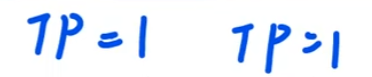 TP = 1 TP = 1